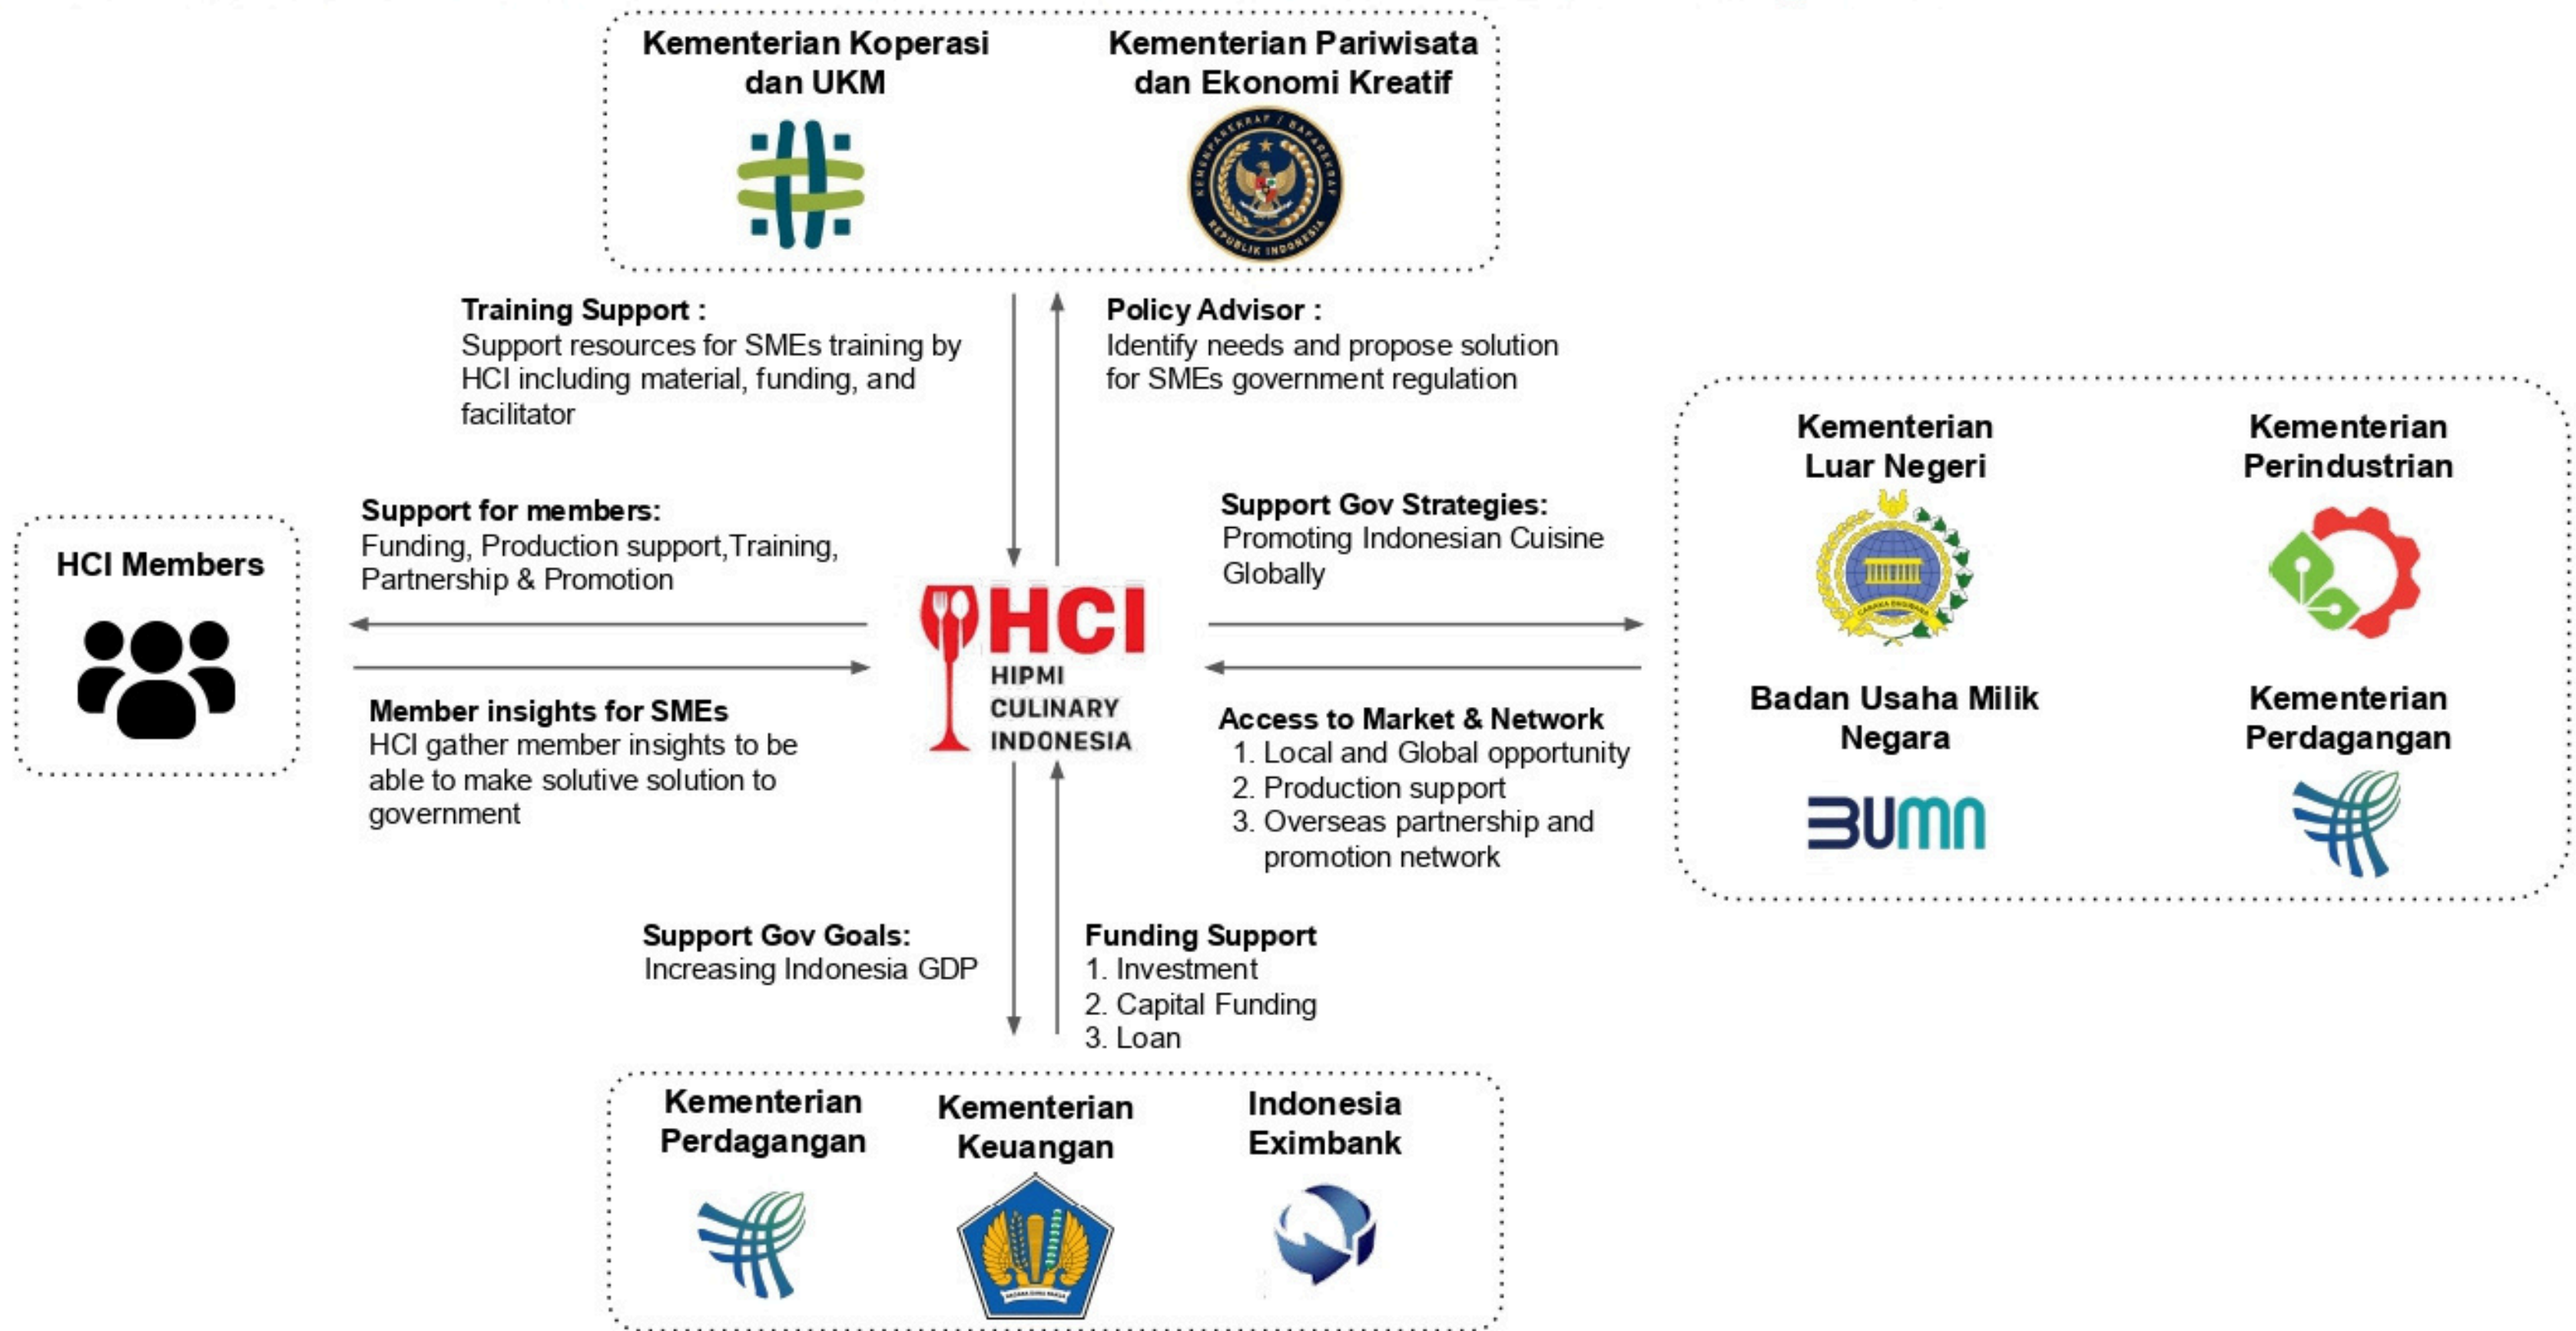 Kementerian Koperasi
dan UKM
Kementerian Pariwisata
dan Ekonomi Kreatif
KEMENPAREKRAF / BAPAREKRAF
REPUBLIK INDONESIA
Training Support :
Support resources for SMEs training by
HCI including material, funding, and
facilitator
Policy Advisor :
Identify needs and propose solution
for SMEs government regulation
HCI Members
Support for members:
Funding, Production support,Training,
Partnership & Promotion
Member insights for SMEs
HCI gather member insights to be
able to make solutive solution to
government
HCI
HIPMI
CULINARY
INDONESIA
Support Gov Strategies:
Promoting Indonesian Cuisine
Globally
Access to Market & Network
1. Local and Global opportunity
2. Production support
3. Overseas partnership and
promotion network
Kementerian
Luar Negeri
Kementerian
Perindustrian
Badan Usaha Milik
Negara
BUMN
Kementerian
Perdagangan
Support Gov Goals:
Increasing Indonesia GDP
Funding Support
1. Investment
2. Capital Funding
3. Loan
Kementerian
Perdagangan
Kementerian
Keuangan
Indonesia
Eximbank